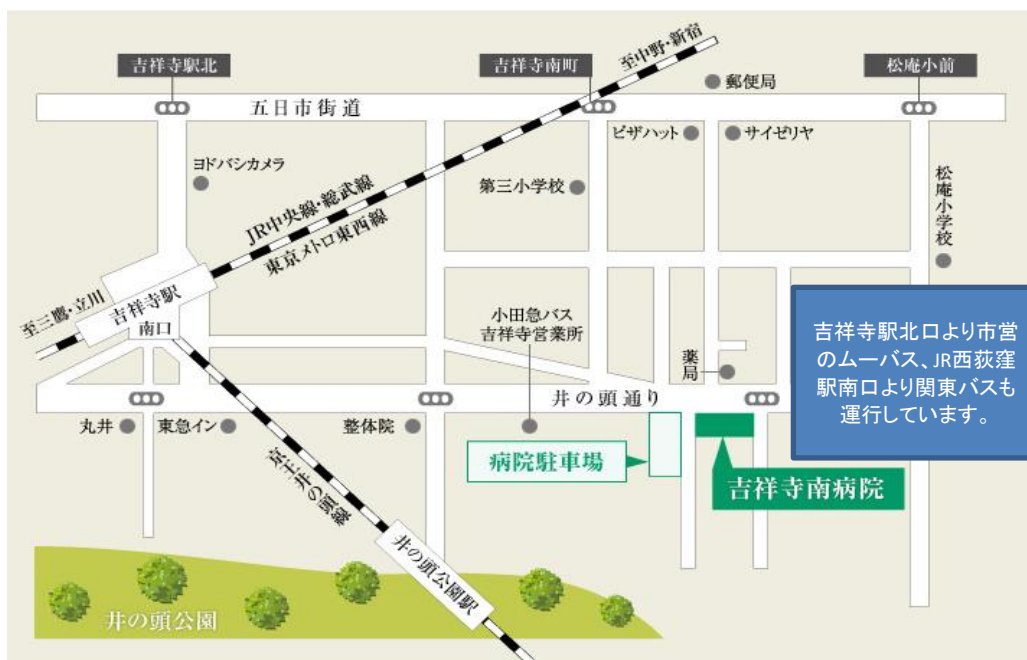 至中野・新宿
吉祥寺駅北
吉祥寺南町
松庵小前
郵便局
五日市街道
ピザハット
サイゼリヤ
ヨドバシカメラ
第三小学校
松庵小学校
JR中央線・総武線
東京メトロ東西線
至三鷹・立川
吉祥寺駅
南口
小田急バス
吉祥寺営業所
薬局
吉祥寺駅北口より市営
のムーバス、JR西荻窪
駅南口より関東バスも
運行しています。
井の頭通り
丸井
東急イン
整体院
病院駐車場
吉祥寺南病院
京王井の頭線
井の頭公園駅
井の頭公園